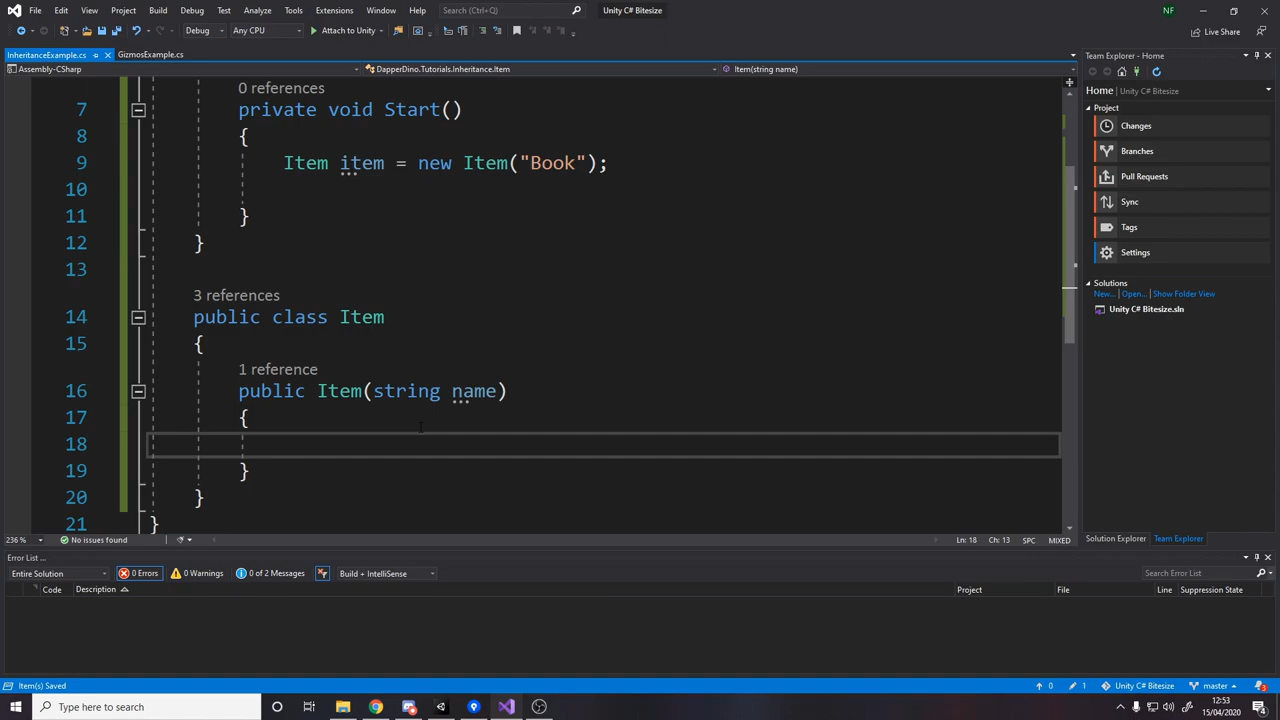 File Edit View Project Build Debug Test Analyze Tools Extensions Window Help Search (Ctrl+Q) Unity C# Bitesize NF
Debug Any CPU Attach to Unity Live Share
InheritanceExample.cs GizmosExample.cs
Assembly-CSharp DapperDino.Tutorials.Inheritance.Item Item(string name)
0 references
7 private void Start()
8 {
9 Item item = new Item("Book");
10
11 }
12 }
13
3 references
14 public class Item
15 {
1 reference
16 public Item(string name)
17 {
18
19 }
20 }
21 }
236 % No issues found Ln: 18 Ch: 13 SPC MIXED
Team Explorer - Home
Home
Search Work Items (Ctrl+')
Project
Changes
Branches
Pull Requests
Sync
Tags
Settings
Solutions
New... Open... Show Folder View
Unity C# Bitesize.sln
Solution Explorer Team Explorer
Error List ...
Entire Solution 0 Errors 0 Warnings 0 of 2 Messages Build + IntelliSense Search Error List
Code Description Project File Line Suppression State
Item(s) Saved 0 1 Unity C# Bitesize master 3
Type here to search 12:53
15/04/2020